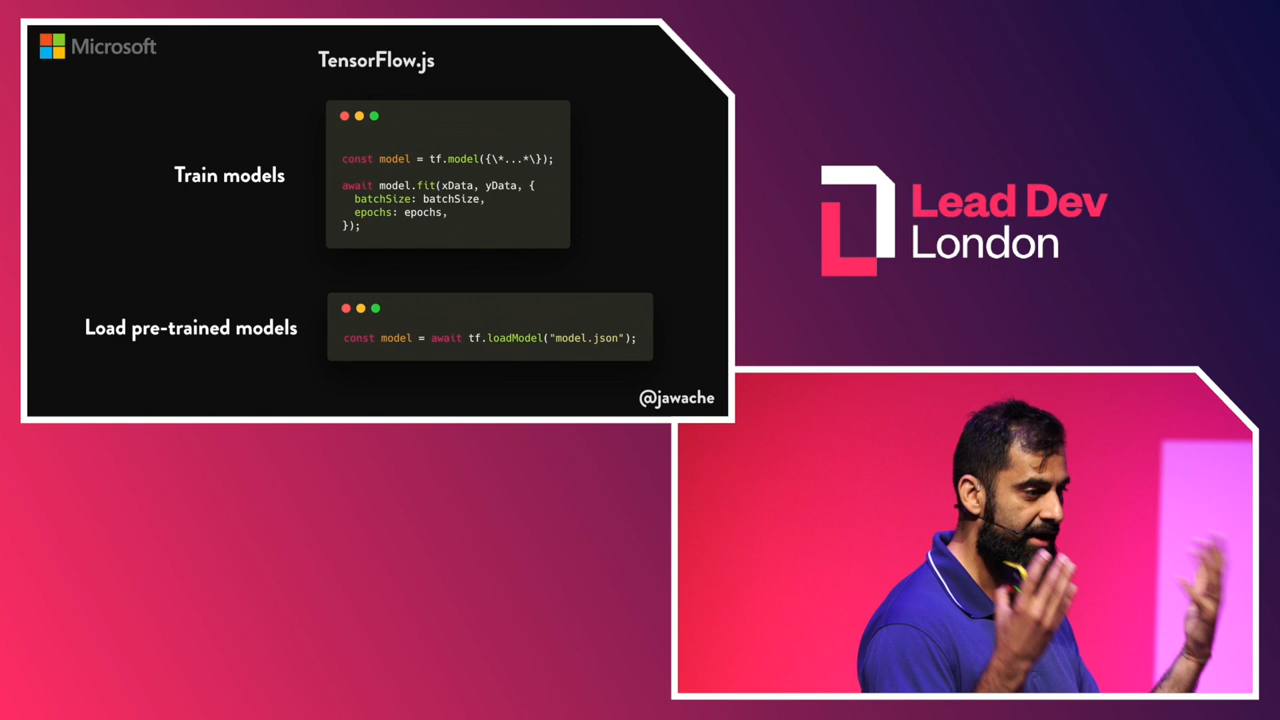 Microsoft
TensorFlow.js
Train models
const model = tf.model({\*...*\});
await model.fit(xData, yData, {
batchSize: batchSize,
epochs: epochs,
});
Load pre-trained models
const model = await tf.loadModel("model.json");
@jawache
Lead Dev
London